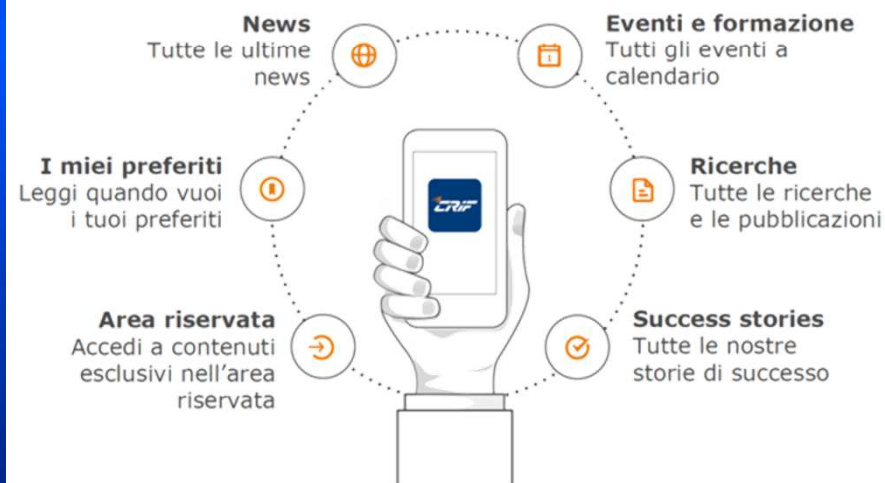 News
Tutte le ultime
news
Eventi e formazione
Tutti gli eventi a
calendario
I miei preferiti
Leggi quando vuoi
i tuoi preferiti
CRIF
Ricerche
Tutte le ricerche
e le pubblicazioni
Area riservata
Accedi a contenuti
esclusivi nell'area
riservata
Success stories
Tutte le nostre
storie di successo